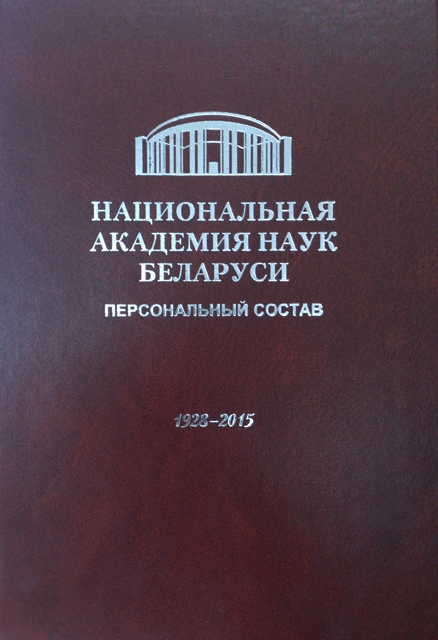 НАЦИОНАЛЬНАЯ
АКАДЕМИЯ НАУК
БЕЛАРУСИ
ПЕРСОНАЛЬНЫЙ СОСТАВ
1928–2015